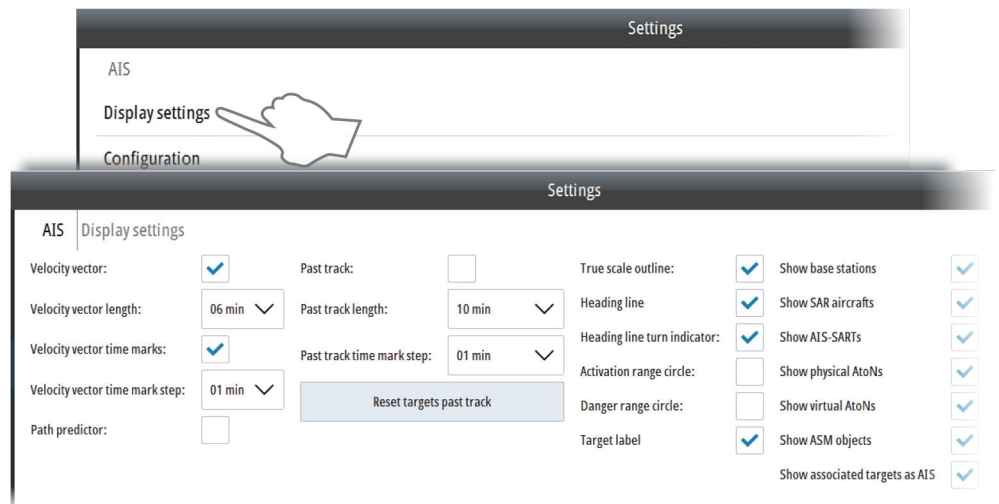 Settings
AIS
Display settings
Configuration
Settings
AIS Display settings
Velocity vector:
Velocity vector length: 06 min
Velocity vector time marks:
Velocity vector time mark step: 01 min
Path predictor:
Past track:
Past track length: 10 min
Past track time mark step: 01 min
Reset targets past track
True scale outline:
Heading line
Heading line turn indicator:
Activation range circle:
Danger range circle:
Target label
Show base stations
Show SAR aircrafts
Show AIS-SARTs
Show physical AtoNs
Show virtual AtoNs
Show ASM objects
Show associated targets as AIS